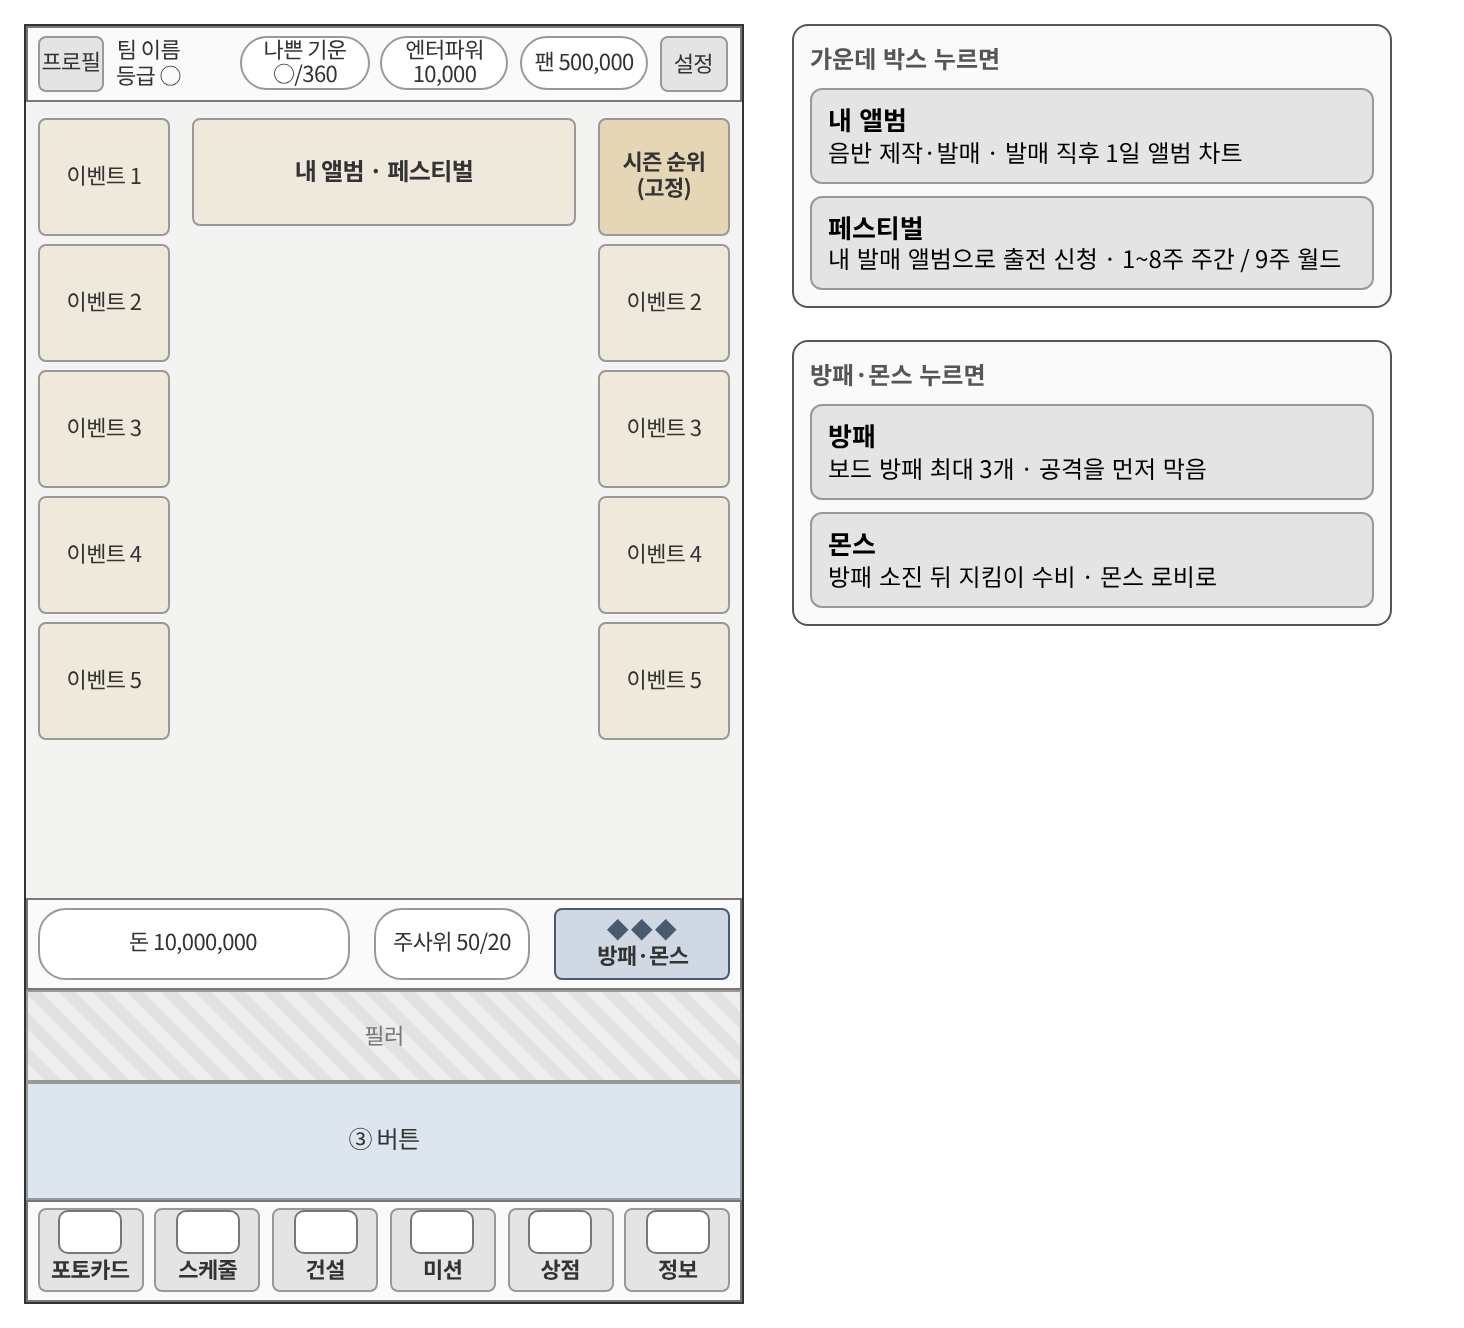 프로필
팀 이름
등급 ○
나쁜 기운
○/360
엔터파워
10,000
팬 500,000
설정
이벤트 1
내 앨범 · 페스티벌
시즌 순위
(고정)
이벤트 2
이벤트 2
이벤트 3
이벤트 3
이벤트 4
이벤트 4
이벤트 5
이벤트 5
돈 10,000,000
주사위 50/20
◆◆◆
방패·몬스
필러
③ 버튼
포토카드
스케줄
건설
미션
상점
정보
가운데 박스 누르면
내 앨범
음반 제작·발매 · 발매 직후 1일 앨범 차트
페스티벌
내 발매 앨범으로 출전 신청 · 1~8주 주간 / 9주 월드
방패·몬스 누르면
방패
보드 방패 최대 3개 · 공격을 먼저 막음
몬스
방패 소진 뒤 지킴이 수비 · 몬스 로비로